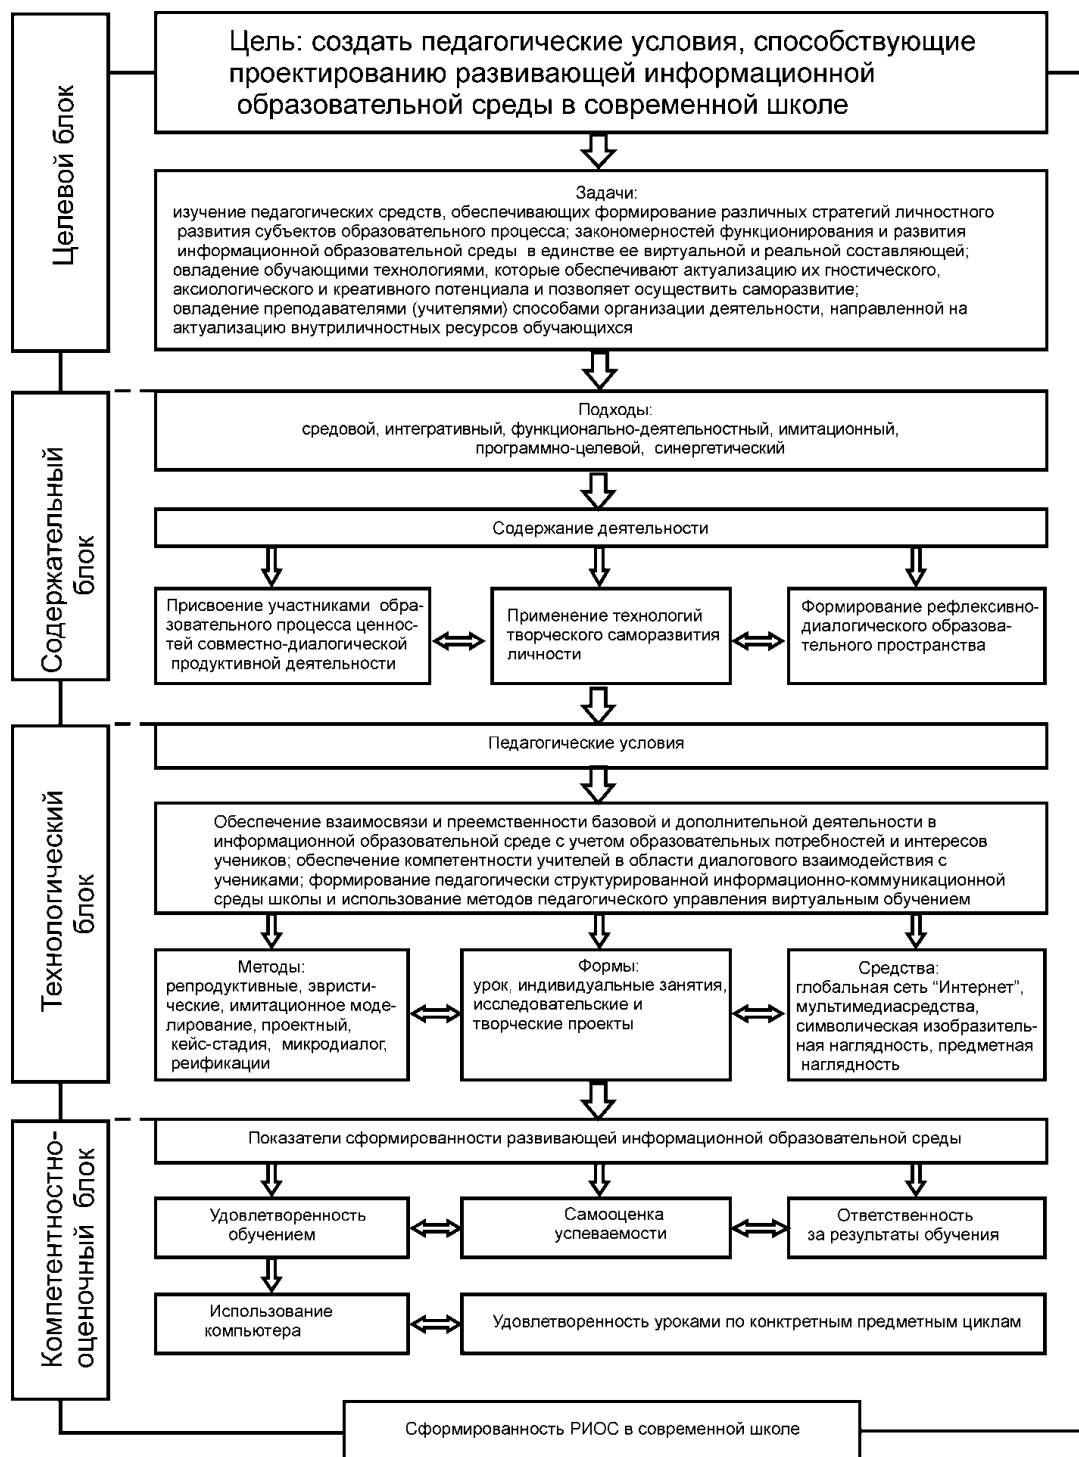 Целевой блок
Цель: создать педагогические условия, способствующие
проектированию развивающей информационной
образовательной среды в современной школе
Задачи:
изучение педагогических средств, обеспечивающих формирование различных стратегий личностного
развития субъектов образовательного процесса; закономерностей функционирования и развития
информационной образовательной среды в единстве ее виртуальной и реальной составляющей;
овладение обучающими технологиями, которые обеспечивают актуализацию их гностического,
аксиологического и креативного потенциала и позволяет осуществить саморазвитие;
овладение преподавателями (учителями) способами организации деятельности, направленной на
актуализацию внутриличностных ресурсов обучающихся
Содержательный
блок
Подходы:
средовой, интегративный, функционально-деятельностный, имитационный,
программно-целевой, синергетический
Содержание деятельности
Присвоение участниками обра-
зовательного процесса ценнос-
тей совместно-диалогической
продуктивной деятельности
Применение технологий
творческого саморазвития
личности
Формирование рефлексивно-
диалогического образова-
тельного пространства
Технологический
блок
Педагогические условия
Обеспечение взаимосвязи и преемственности базовой и дополнительной деятельности в
информационной образовательной среде с учетом образовательных потребностей и интересов
учеников; обеспечение компетентности учителей в области диалогового взаимодействия с
учениками; формирование педагогически структурированной информационно-коммуникационной
среды школы и использование методов педагогического управления виртуальным обучением
Методы:
репродуктивные, эвристи-
ческие, имитационное моде-
лирование, проектный,
кейс-стадия, микродиалог,
реификации
Формы:
урок, индивидуальные занятия,
исследовательские и
творческие проекты
Средства:
глобальная сеть “Интернет”,
мультимедиасредства,
символическая изобразитель-
ная наглядность, предметная
наглядность
Компетентностно-
оценочный блок
Показатели сформированности развивающей информационной образовательной среды
Удовлетворенность
обучением
Самооценка
успеваемости
Ответственность
за результаты обучения
Использование
компьютера
Удовлетворенность уроками по конктретным предметным циклам
Сформированность РИОС в современной школе